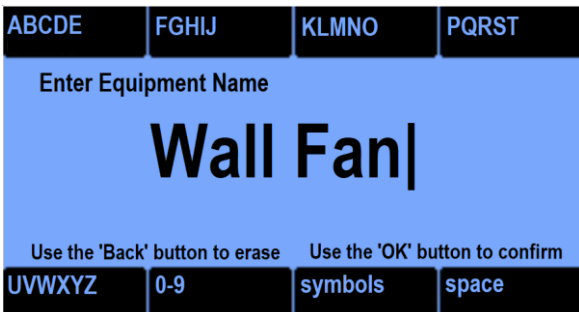 ABCDE FGHIJ KLMNO PQRST
Enter Equipment Name
Wall Fan|
Use the 'Back' button to erase Use the 'OK' button to confirm
UVWXYZ 0-9 symbols space